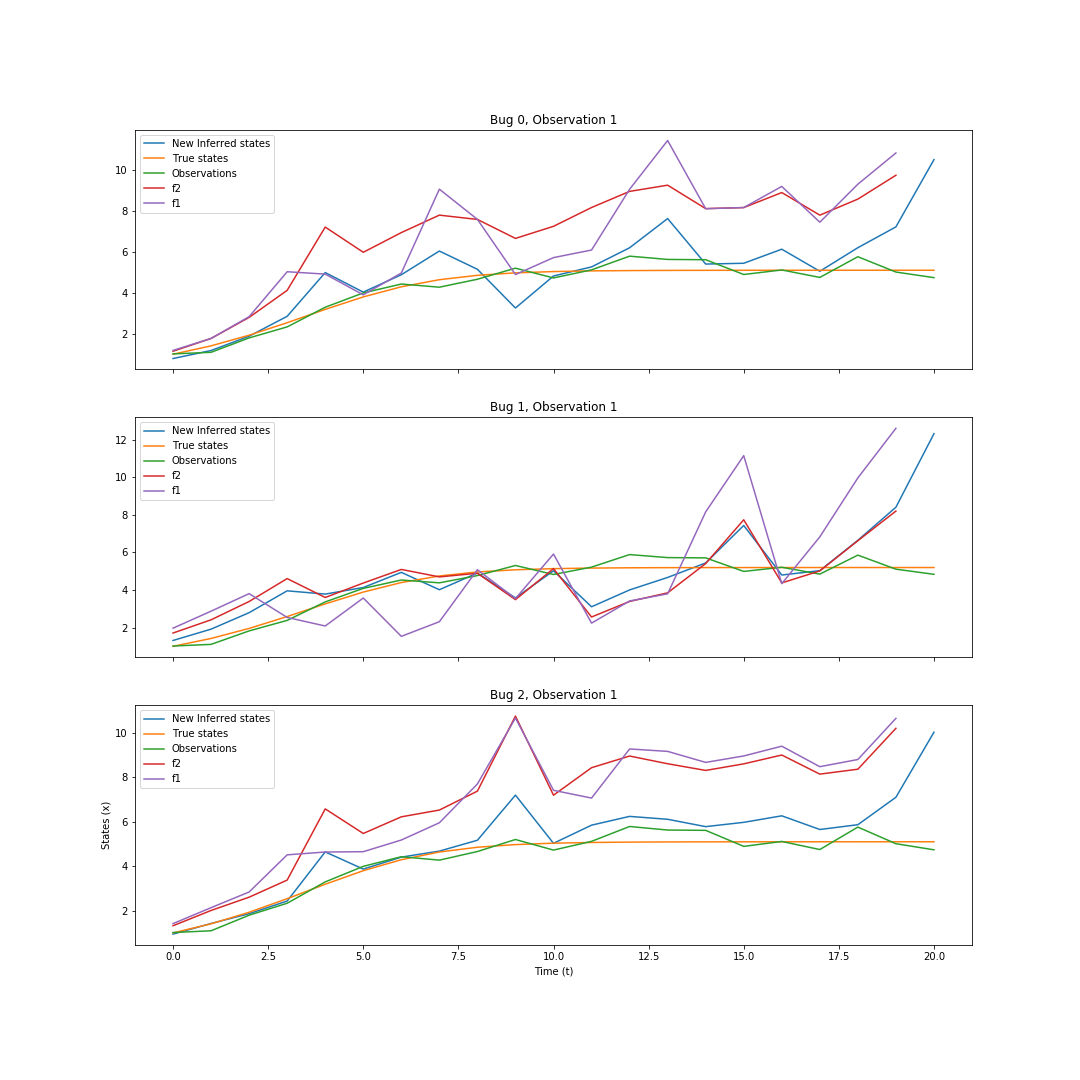 Bug 0, Observation 1
New Inferred states
True states
Observations
f2
f1
10
8
6
4
2
Bug 1, Observation 1
New Inferred states
True states
Observations
f2
f1
12
10
8
6
4
2
Bug 2, Observation 1
New Inferred states
True states
Observations
f2
f1
10
8
6
4
2
States (x)
0.0 2.5 5.0 7.5 10.0 12.5 15.0 17.5 20.0
Time (t)